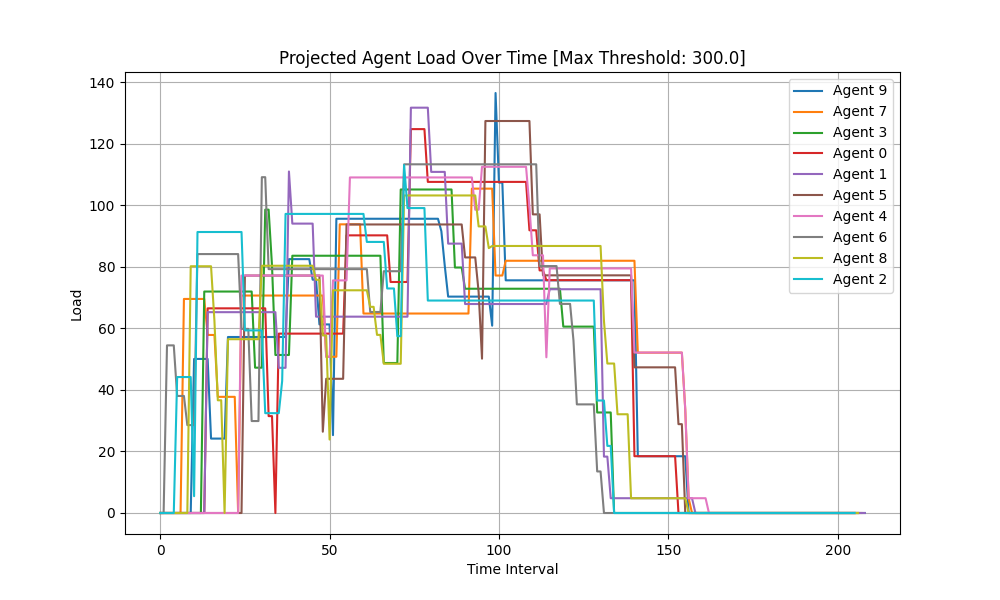 Projected Agent Load Over Time [Max Threshold: 300.0]
140
120
100
80
60
40
20
0
Load
0
50
100
150
200
Time Interval
Agent 9
Agent 7
Agent 3
Agent 0
Agent 1
Agent 5
Agent 4
Agent 6
Agent 8
Agent 2